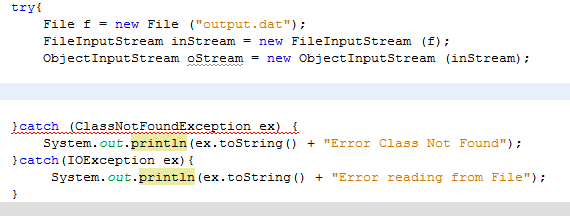 try{
File f = new File ("output.dat");
FileInputStream inStream = new FileInputStream (f);
ObjectInputStream oStream = new ObjectInputStream (inStream);
}catch (ClassNotFoundException ex) {
System.out.println(ex.toString() + "Error Class Not Found");
}catch(IOException ex){
System.out.println(ex.toString() + "Error reading from File");
}